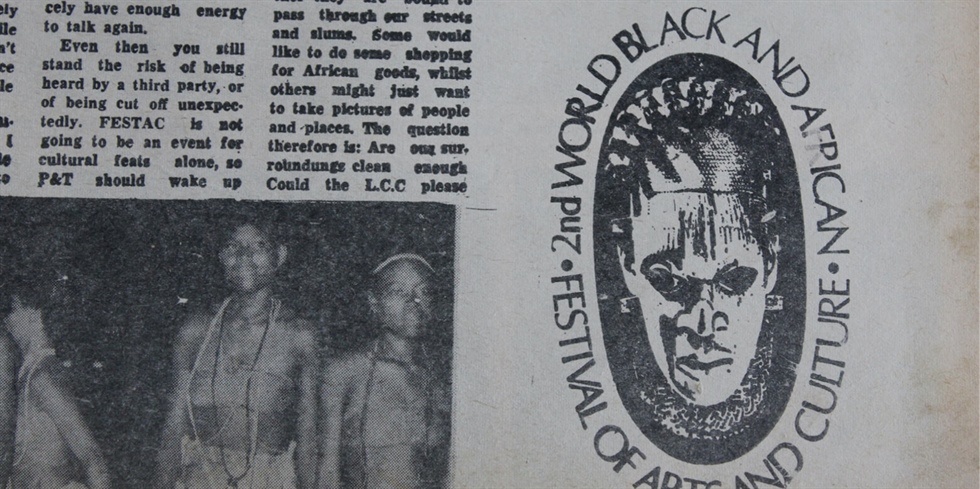 cely have enough energy
to talk again.
Even then you still
stand the risk of being
heard by a third party, or
of being cut off unexpec-
tedly. FESTAC is not
going to be an event for
cultural feats alone, so
P&T should wake up
pass through our streets
and slums. Some would
like to do some shopping
for African goods, whilst
others might just want
to take pictures of people
and places. The question
therefore is: Are our sur-
roundings clean enough
Could the L.C.C please
• 2nd WORLD BLACK AND AFRICAN •
FESTIVAL OF ARTS AND CULTURE